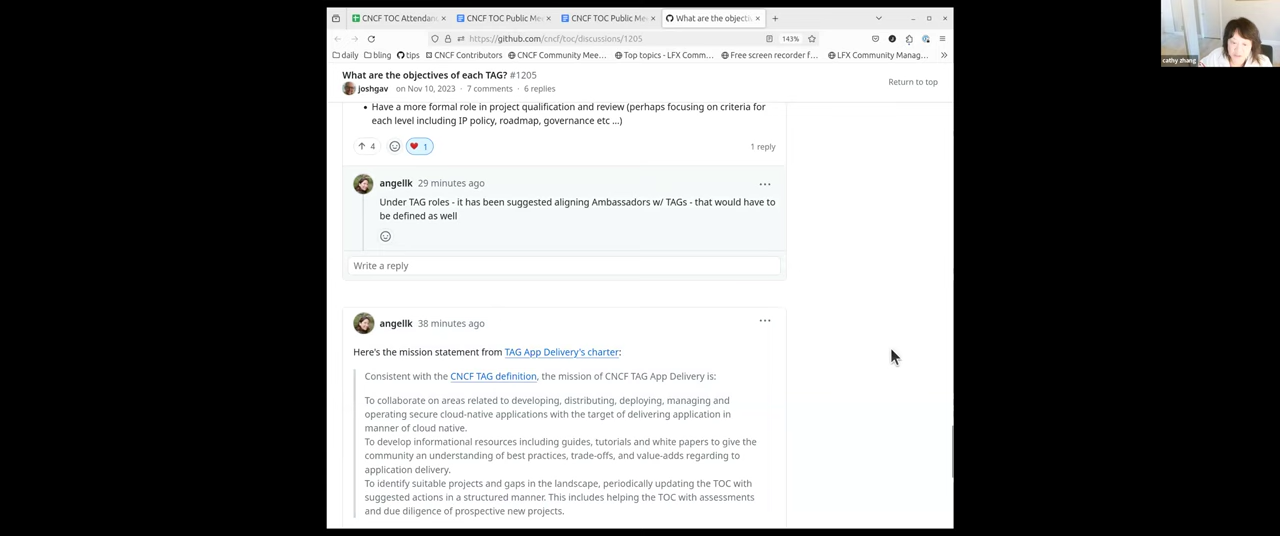 CNCF TOC Attendan
CNCF TOC Public Me
CNCF TOC Public Me
What are the objecti
https://github.com/cncf/toc/discussions/1205
143%
daily
bling
tips
CNCF Contributors
CNCF Community Mee…
Top topics - LFX Comm…
Free screen recorder f…
LFX Community Manag…
What are the objectives of each TAG? #1205
joshgav on Nov 10, 2023 · 7 comments · 6 replies
Return to top
• Have a more formal role in project qualification and review (perhaps focusing on criteria for
each level including IP policy, roadmap, governance etc ...)
4
1
1 reply
angellk 29 minutes ago
Under TAG roles - it has been suggested aligning Ambassadors w/ TAGs - that would have to
be defined as well
Write a reply
angellk 38 minutes ago
Here's the mission statement from TAG App Delivery's charter:
Consistent with the CNCF TAG definition, the mission of CNCF TAG App Delivery is:
To collaborate on areas related to developing, distributing, deploying, managing and
operating secure cloud-native applications with the target of delivering application in
manner of cloud native.
To develop informational resources including guides, tutorials and white papers to give the
community an understanding of best practices, trade-offs, and value-adds regarding to
application delivery.
To identify suitable projects and gaps in the landscape, periodically updating the TOC with
suggested actions in a structured manner. This includes helping the TOC with assessments
and due diligence of prospective new projects.
cathy zhang